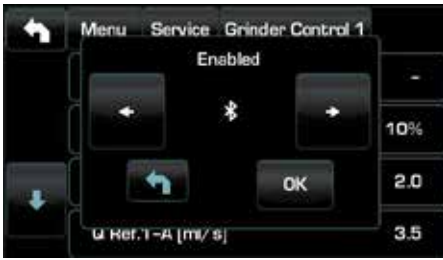 Menu Service Grinder Control 1
Enabled
-
10%
OK
2.0
Q Ref.1-A [ml/s]
3.5